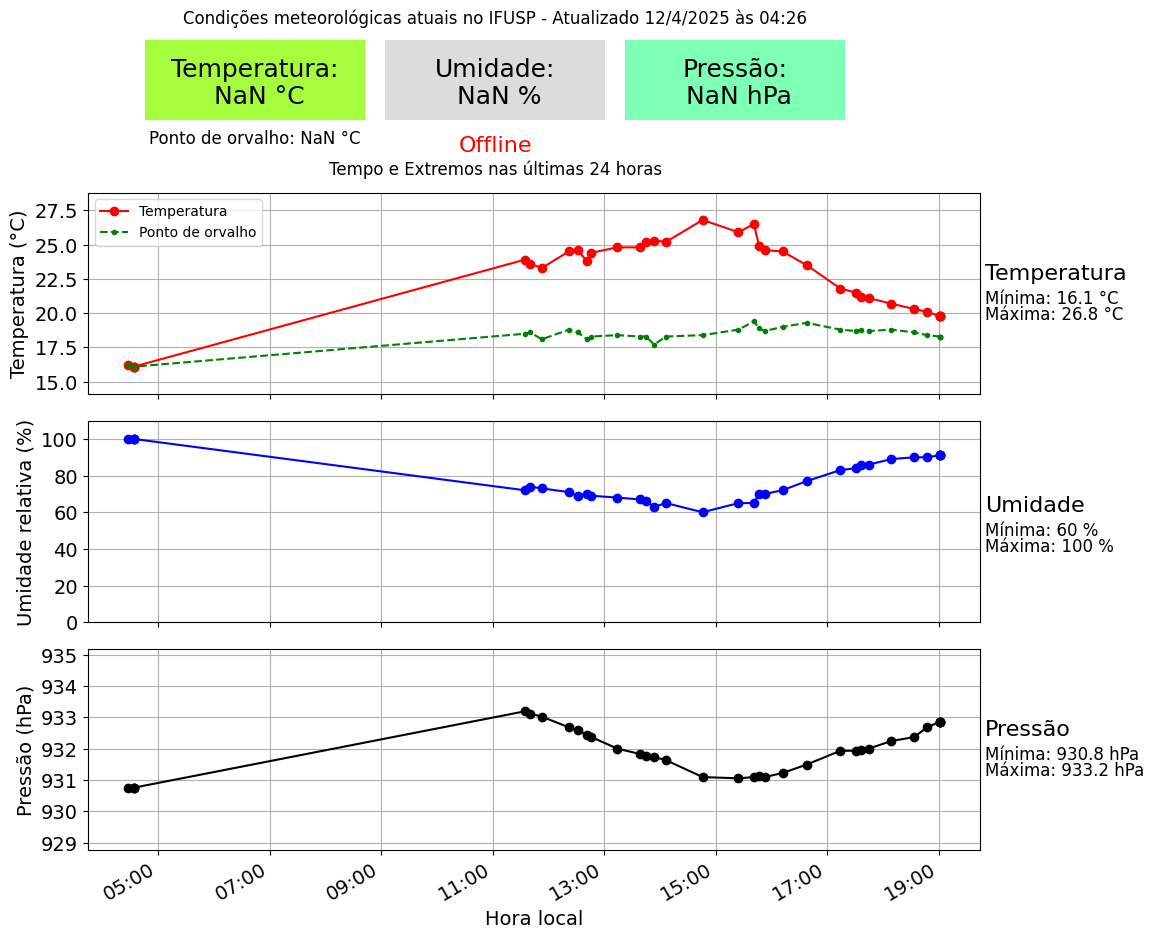 Condições meteorológicas atuais no IFUSP - Atualizado 12/4/2025 às 04:26
Temperatura:
NaN °C
Umidade:
NaN %
Pressão:
NaN hPa
Ponto de orvalho: NaN °C
Offline
Tempo e Extremos nas últimas 24 horas
Temperatura (°C)
27.5
25.0
22.5
20.0
17.5
15.0
Temperatura
Ponto de orvalho
Temperatura
Mínima: 16.1 °C
Máxima: 26.8 °C
Umidade relativa (%)
100
80
60
40
20
0
Umidade
Mínima: 60 %
Máxima: 100 %
Pressão (hPa)
935
934
933
932
931
930
929
Pressão
Mínima: 930.8 hPa
Máxima: 933.2 hPa
05:00
07:00
09:00
11:00
13:00
15:00
17:00
19:00
Hora local